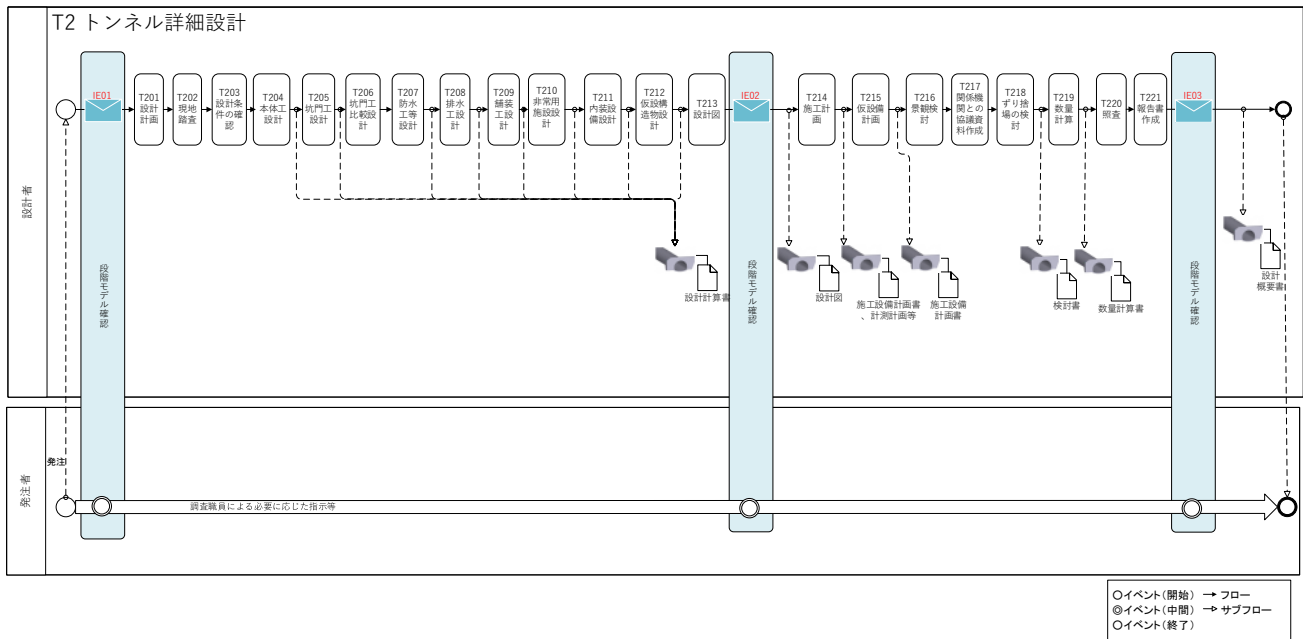 T2 トンネル詳細設計
設計者
IE01
段階モデル確認
T201
設計
計画
T202
現地
踏査
T203
設計条
件の確
認
T204
本体工
設計
T205
坑門工
設計
T206
坑門工
比較設
計
T207
防水
工等
設計
T208
排水
工設
計
T209
舗装
工設
計
T210
非常用
施設設
計
T211
内装設
備設計
T212
仮設構
造物設
計
T213
設計図
IE02
段階モデル確認
T214
施工計
画
T215
仮設備
計画
T216
景観検
討
T217
関係機
関との
協議資
料作成
T218
ずり捨
場の検
討
T219
数量
計算
T220
照査
T221
報告書
作成
IE03
段階モデル確認
設計計算書
設計図
施工設備計画書
、計測計画等
施工設備
計画書
検討書
数量計算書
設計
概要書
発注者
発注
調査職員による必要に応じた指示等
○イベント(開始) → フロー
◎イベント(中間) → サブフロー
○イベント(終了)